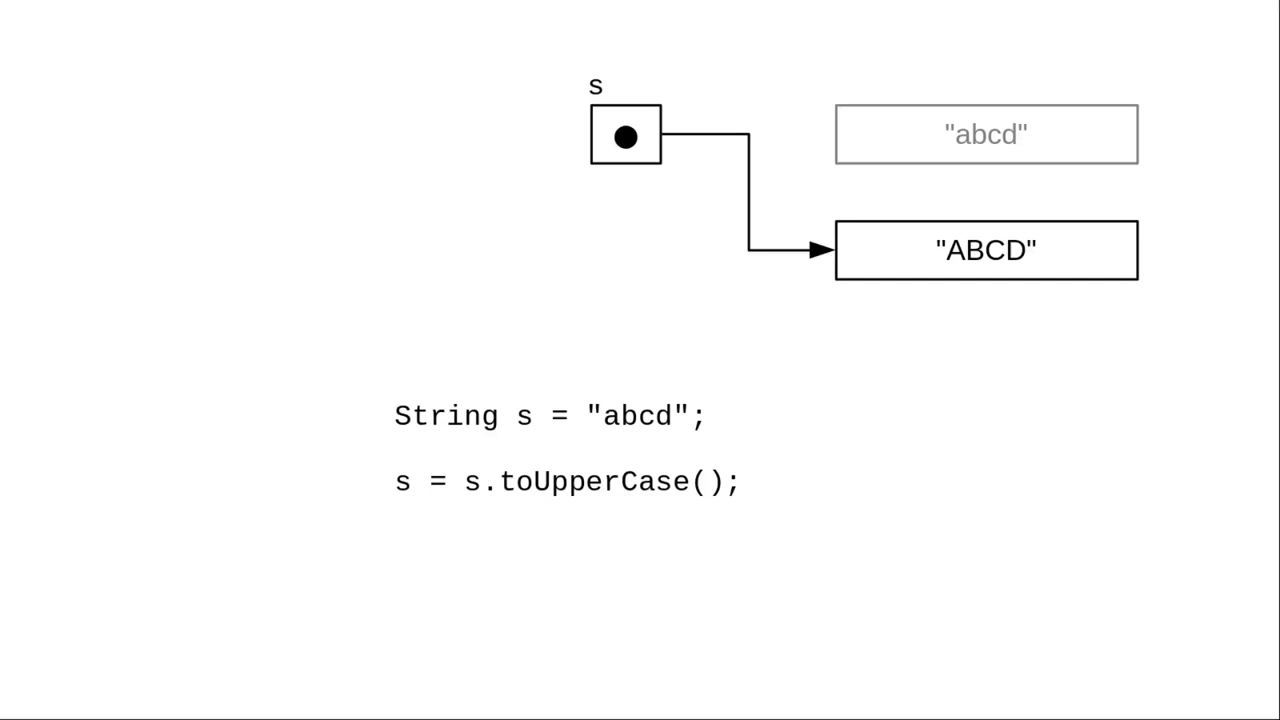 s
"abcd"
"ABCD"
String s = "abcd";
s = s.toUpperCase();